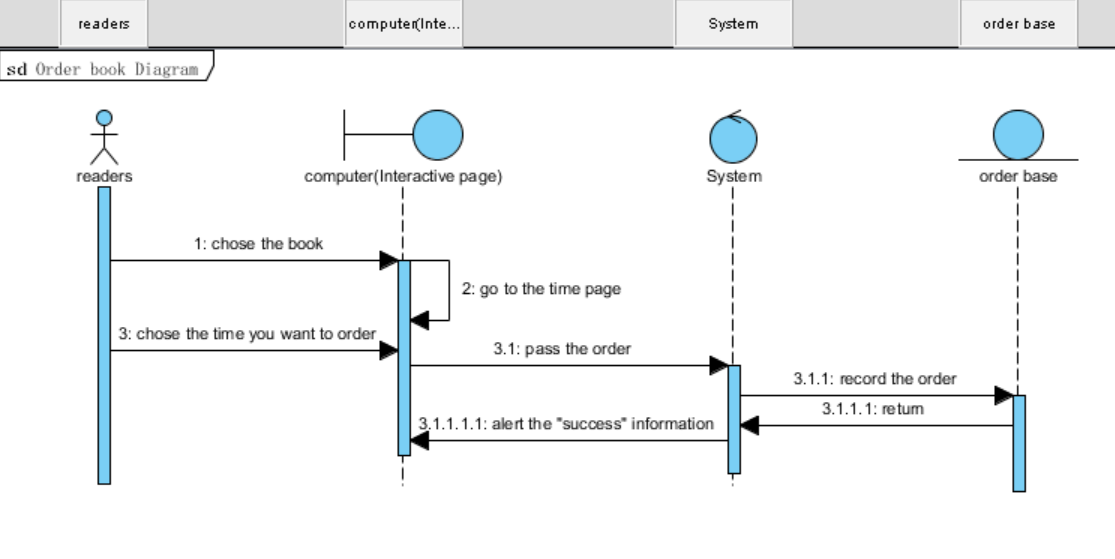 readers
computer(Inte...
System
order base
sd Order book Diagram
readers
computer(Interactive page)
System
order base
1: chose the book
2: go to the time page
3: chose the time you want to order
3.1: pass the order
3.1.1: record the order
3.1.1.1: return
3.1.1.1.1: alert the "success" information